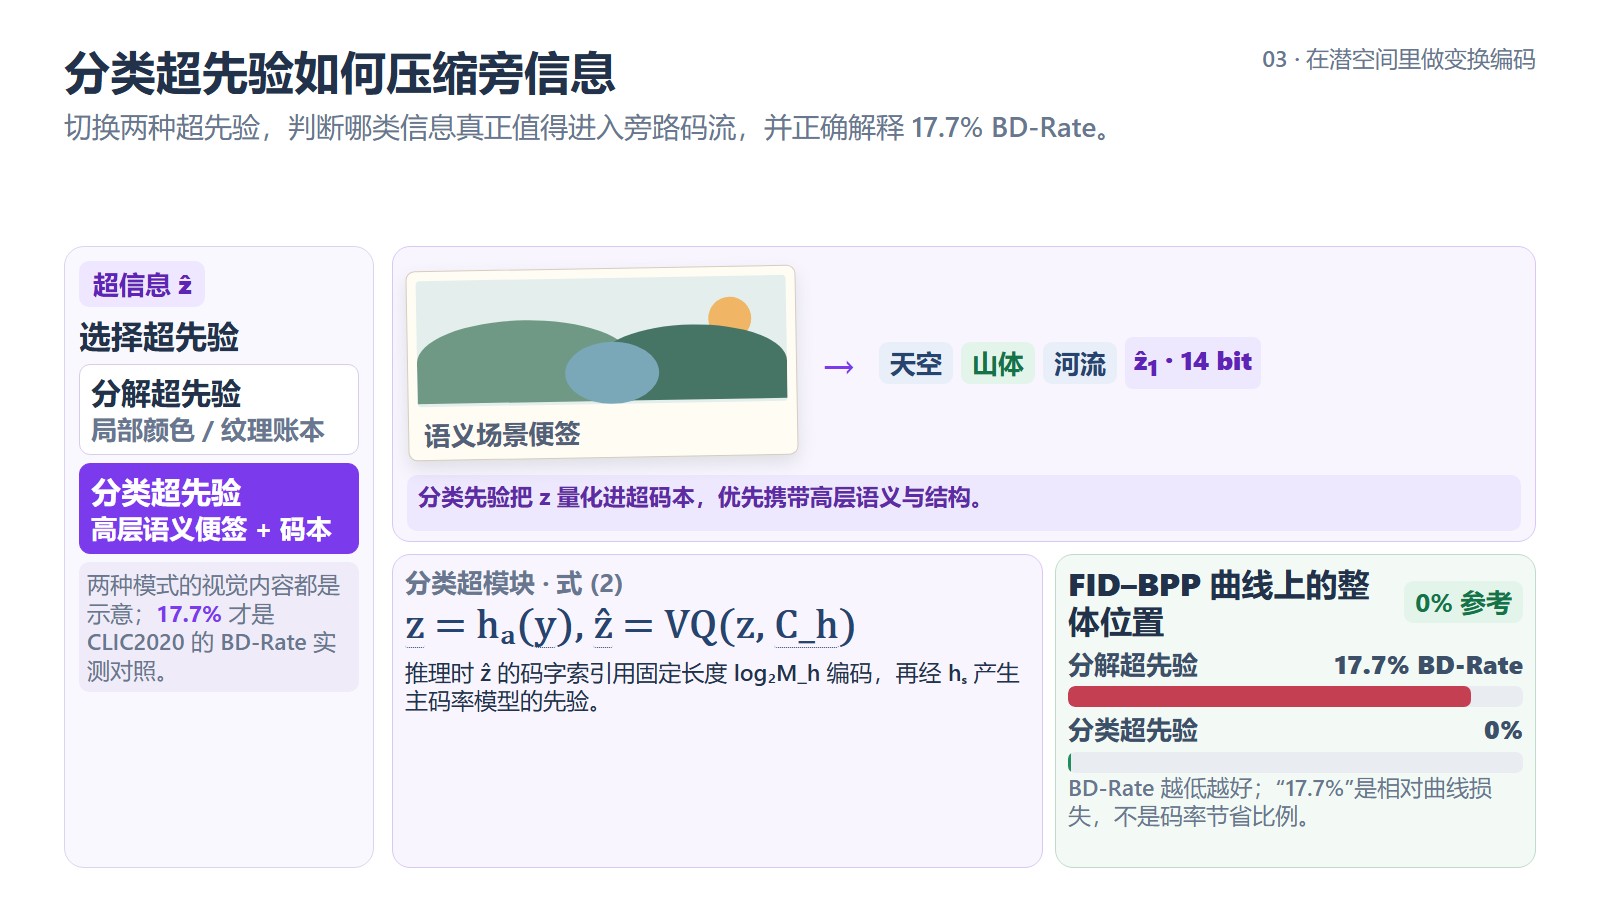 分类超先验如何压缩旁信息
03 · 在潜空间里做变换编码
切换两种超先验，判断哪类信息真正值得进入旁路码流，并正确解释 17.7% BD-Rate。
超信息 ẑ
选择超先验
分解超先验
局部颜色 / 纹理账本
分类超先验
高层语义便签 + 码本
两种模式的视觉内容都是
示意；17.7% 才是
CLIC2020 的 BD-Rate 实
测对照。
语义场景便签
→ 天空 山体 河流 ẑ₁ · 14 bit
分类先验把 z 量化进超码本，优先携带高层语义与结构。
分类超模块 · 式 (2)
z = hₐ(y), ẑ = VQ(z, C_h)
推理时 ẑ 的码字索引用固定长度 log₂M_h 编码，再经 hₛ 产生
主码率模型的先验。
FID–BPP 曲线上的整
体位置
0% 参考
分解超先验 17.7% BD-Rate
分类超先验 0%
BD-Rate 越低越好；“17.7%”是相对曲线损
失，不是码率节省比例。